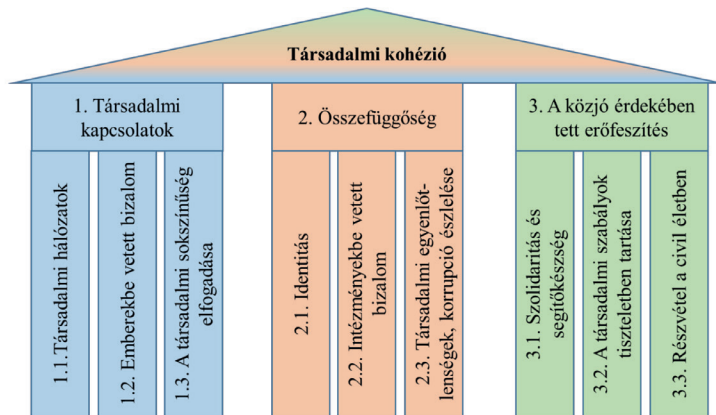 Társadalmi kohézió
1. Társadalmi
kapcsolatok
1.1.Társadalmi hálózatok
1.2. Emberekbe vetett bizalom
1.3. A társadalmi sokszínűség
elfogadása
2. Összefüggőség
2.1. Identitás
2.2. Intézményekbe vetett
bizalom
2.3. Társadalmi egyenlőt-
lenségek, korrupció észlelése
3. A közjó érdekében
tett erőfeszítés
3.1. Szolidaritás és
segítőkészség
3.2. A társadalmi szabályok
tiszteletben tartása
3.3. Részvétel a civil életben